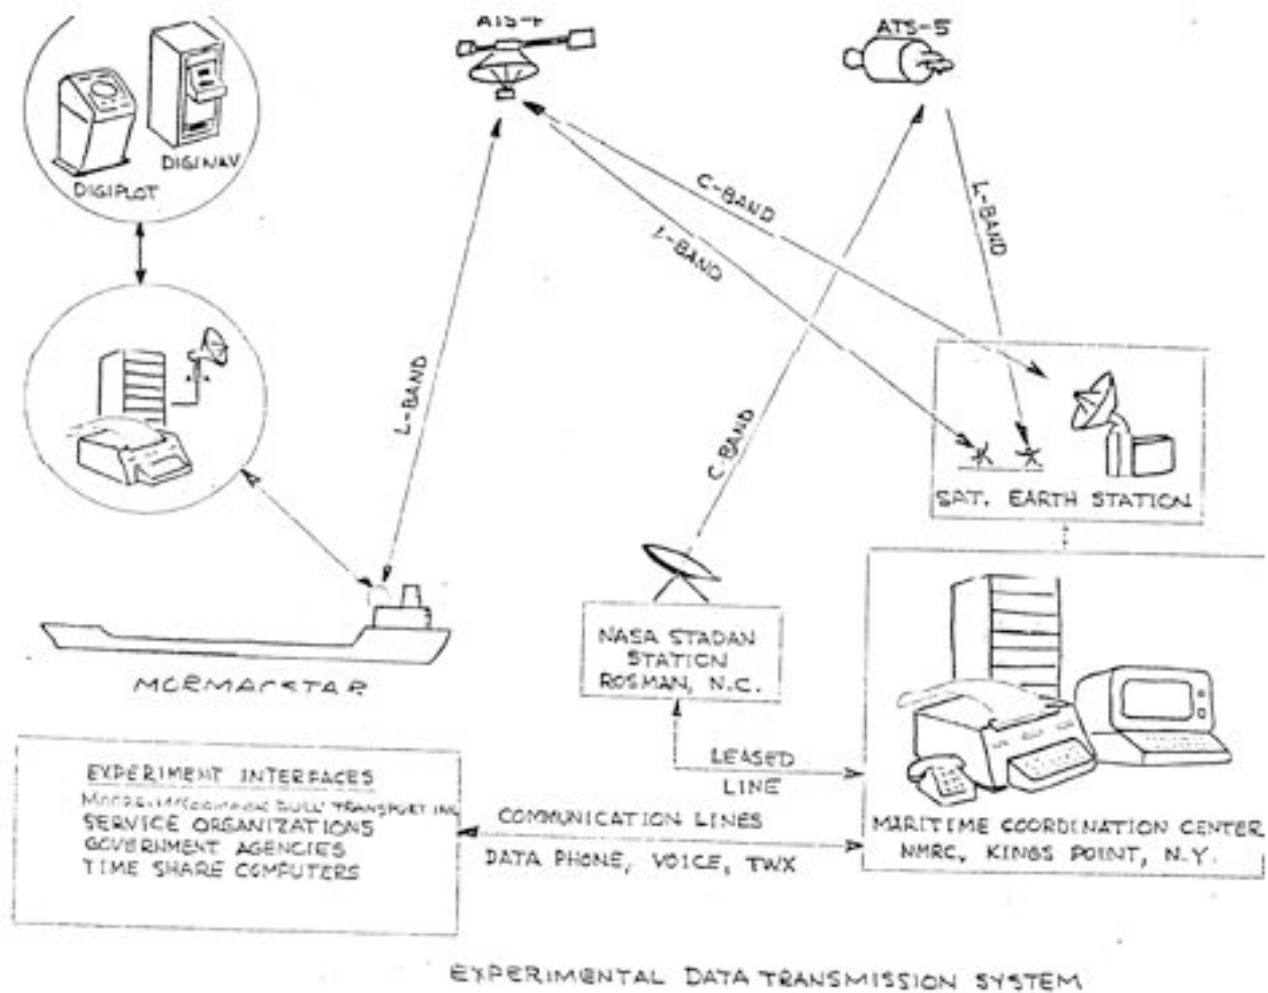 ATS-5
DIGINAV
DIGIPLOT
C-BAND
L-BAND
L-BAND
L-BAND
C-BAND
SAT. EARTH STATION
NASA STADAN
STATION
ROSMAN, N.C.
MORMACSTAR
LEASED
LINE
EXPERIMENT INTERFACES
TRANSPORT INC
SERVICE ORGANIZATIONS
GOVERNMENT AGENCIES
TIME SHARE COMPUTERS
COMMUNICATION LINES
DATA PHONE, VOICE, TWX
MARITIME COORDINATION CENTER
NMRC, KINGS POINT, N.Y.
EXPERIMENTAL DATA TRANSMISSION SYSTEM